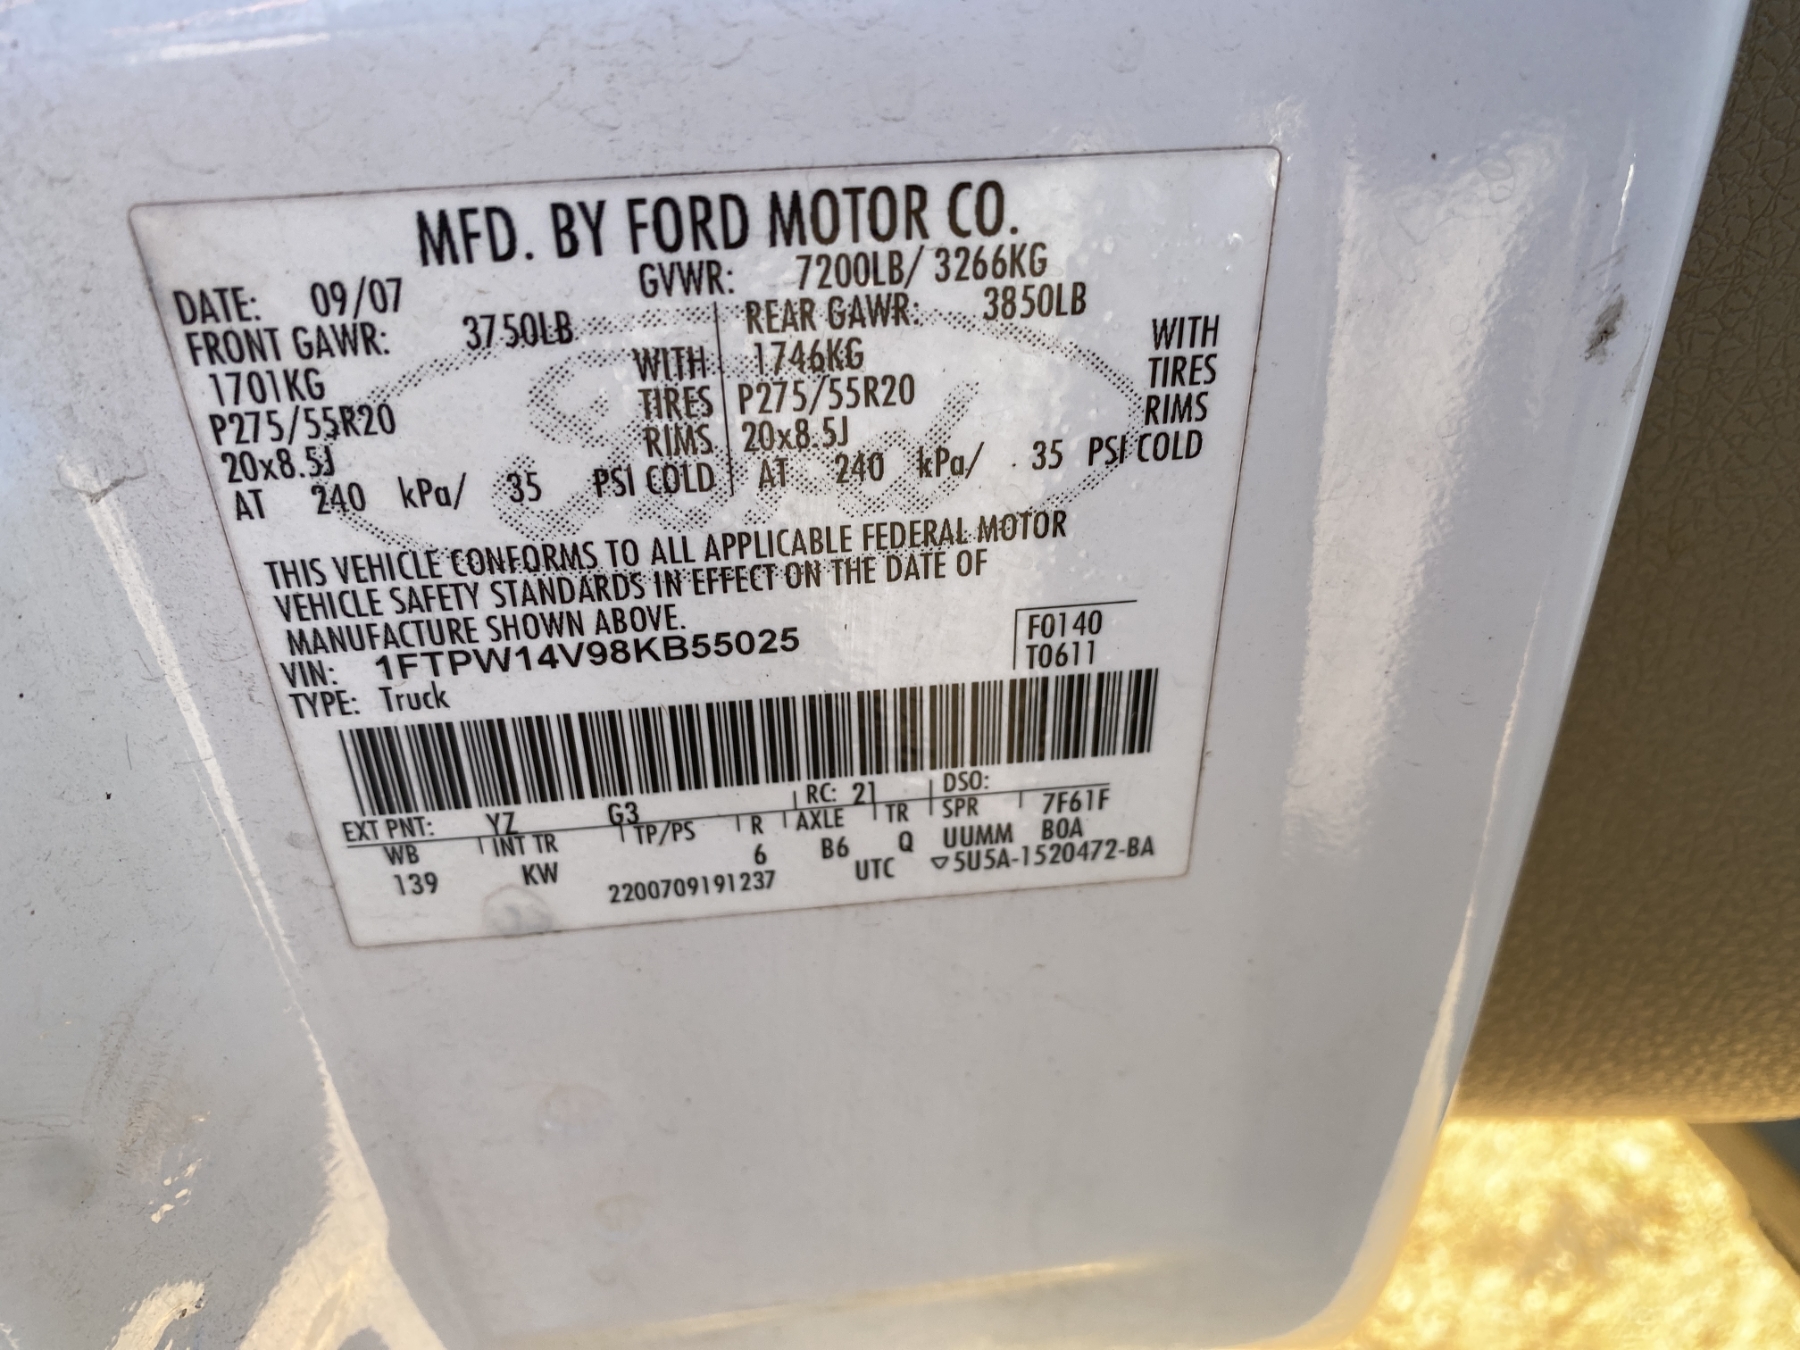 MFD. BY FORD MOTOR CO.
DATE: 09/07 GVWR: 7200LB/ 3266KG
FRONT GAWR: 3750LB REAR GAWR: 3850LB
1701KG WITH 1746KG WITH
P275/55R20 TIRES P275/55R20 TIRES
20x8.5J RIMS 20x8.5J RIMS
AT 240 kPa/ 35 PSI COLD AT 240 kPa/ 35 PSI COLD
THIS VEHICLE CONFORMS TO ALL APPLICABLE FEDERAL MOTOR
VEHICLE SAFETY STANDARDS IN EFFECT ON THE DATE OF
MANUFACTURE SHOWN ABOVE.
VIN: 1FTPW14V98KB55025 F0140
TYPE: Truck T0611
EXT PNT: YZ G3 RC: 21 DSO:
WB INT TR TP/PS R AXLE TR SPR 7F61F
139 KW 6 B6 Q UUMM B0A
2200709191237 UTC ▽5U5A-1520472-BA